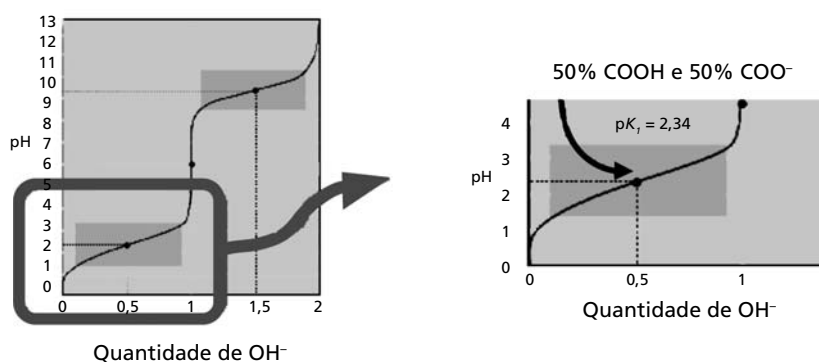 13
12
11
10
9
8
7
6
5
4
3
2
1
0
pH
0 0,5 1 1,5 2
Quantidade de OH⁻
50% COOH e 50% COO⁻
pK₁ = 2,34
4
3
2
1
0
pH
0 0,5 1
Quantidade de OH⁻